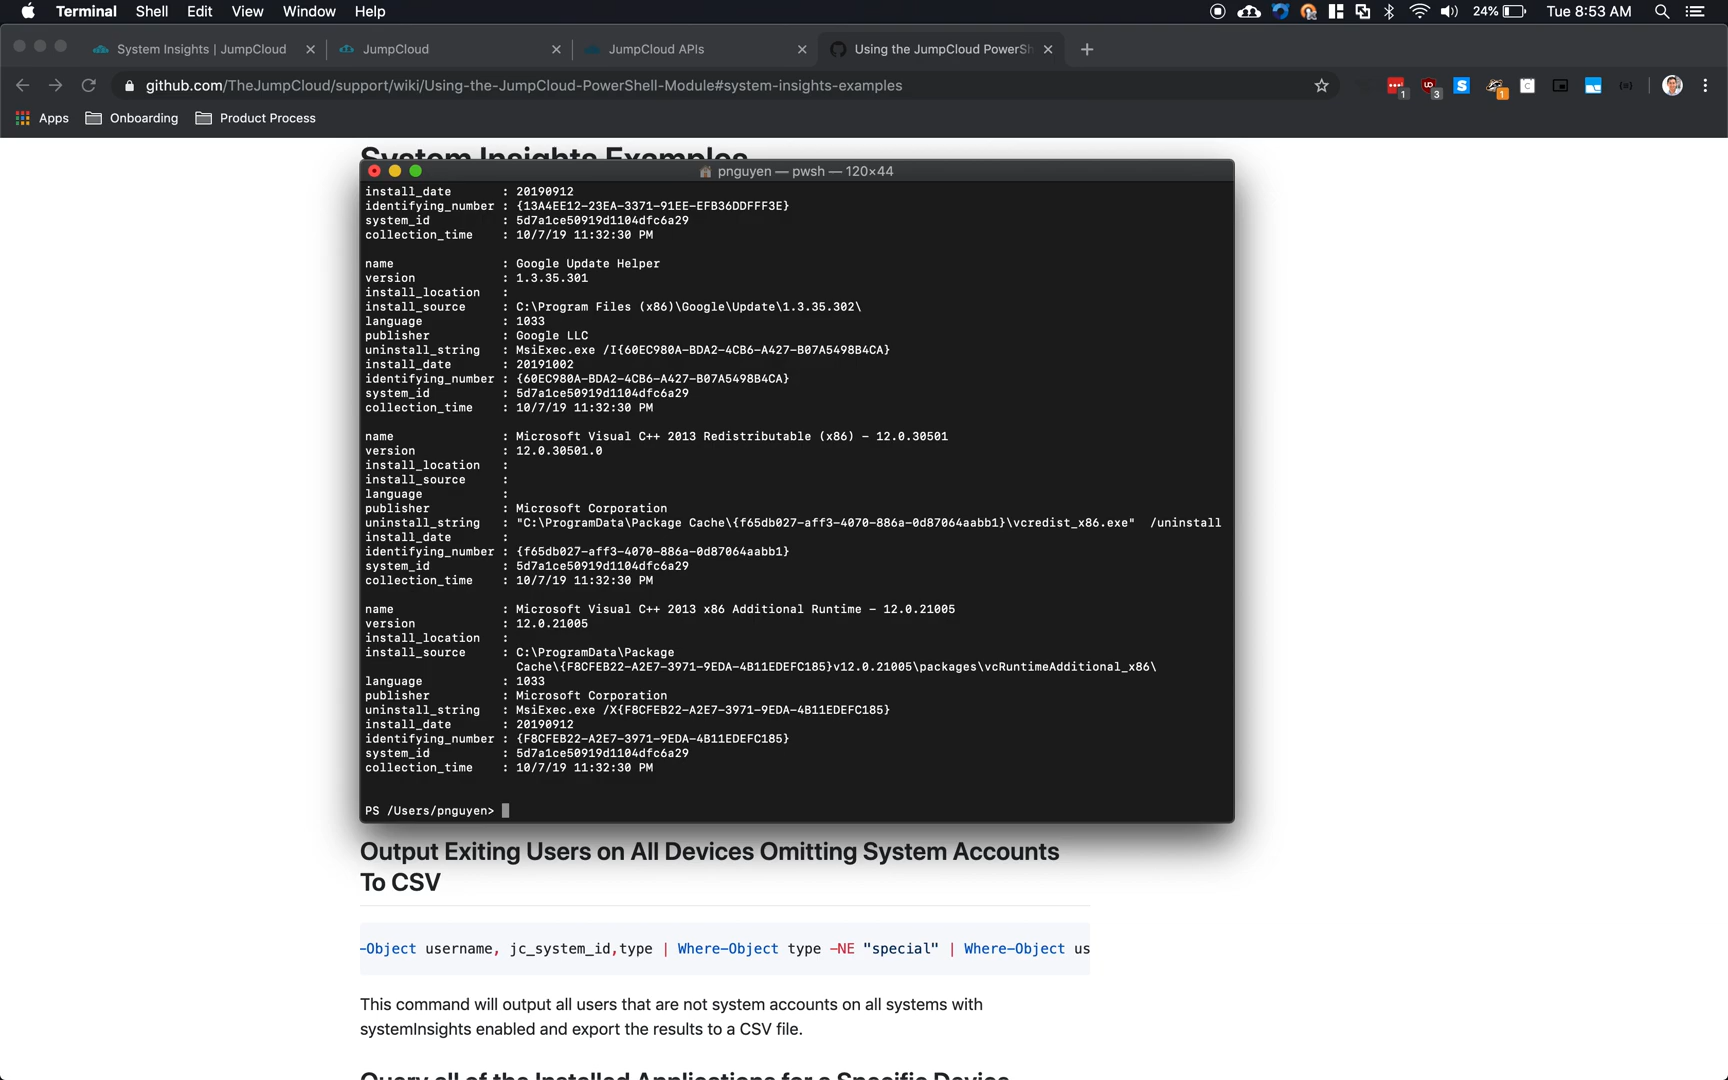 Terminal Shell Edit View Window Help 24% Tue 8:53 AM
System Insights | JumpCloud JumpCloud JumpCloud APIs Using the JumpCloud PowerSh
github.com/TheJumpCloud/support/wiki/Using-the-JumpCloud-PowerShell-Module#system-insights-examples
Apps Onboarding Product Process
System Insights Examples
pnguyen — pwsh — 120×44
install_date : 20190912
identifying_number : {13A4EE12-23EA-3371-91EE-EFB36DDFFF3E}
system_id : 5d7a1ce50919d1104dfc6a29
collection_time : 10/7/19 11:32:30 PM
name : Google Update Helper
version : 1.3.35.301
install_location :
install_source : C:\Program Files (x86)\Google\Update\1.3.35.302\
language : 1033
publisher : Google LLC
uninstall_string : MsiExec.exe /I{60EC980A-BDA2-4CB6-A427-B07A5498B4CA}
install_date : 20191002
identifying_number : {60EC980A-BDA2-4CB6-A427-B07A5498B4CA}
system_id : 5d7a1ce50919d1104dfc6a29
collection_time : 10/7/19 11:32:30 PM
name : Microsoft Visual C++ 2013 Redistributable (x86) - 12.0.30501
version : 12.0.30501.0
install_location :
install_source :
language :
publisher : Microsoft Corporation
uninstall_string : "C:\ProgramData\Package Cache\{f65db027-aff3-4070-886a-0d87064aabb1}\vcredist_x86.exe"  /uninstall
install_date :
identifying_number : {f65db027-aff3-4070-886a-0d87064aabb1}
system_id : 5d7a1ce50919d1104dfc6a29
collection_time : 10/7/19 11:32:30 PM
name : Microsoft Visual C++ 2013 x86 Additional Runtime - 12.0.21005
version : 12.0.21005
install_location :
install_source : C:\ProgramData\Package
Cache\{F8CFEB22-A2E7-3971-9EDA-4B11EDEFC185}v12.0.21005\packages\vcRuntimeAdditional_x86\
language : 1033
publisher : Microsoft Corporation
uninstall_string : MsiExec.exe /X{F8CFEB22-A2E7-3971-9EDA-4B11EDEFC185}
install_date : 20190912
identifying_number : {F8CFEB22-A2E7-3971-9EDA-4B11EDEFC185}
system_id : 5d7a1ce50919d1104dfc6a29
collection_time : 10/7/19 11:32:30 PM
PS /Users/pnguyen>
Output Exiting Users on All Devices Omitting System Accounts
To CSV
-Object username, jc_system_id,type | Where-Object type -NE "special" | Where-Object us
This command will output all users that are not system accounts on all systems with
systemInsights enabled and export the results to a CSV file.
Query all of the Installed Applications for a Specific Device